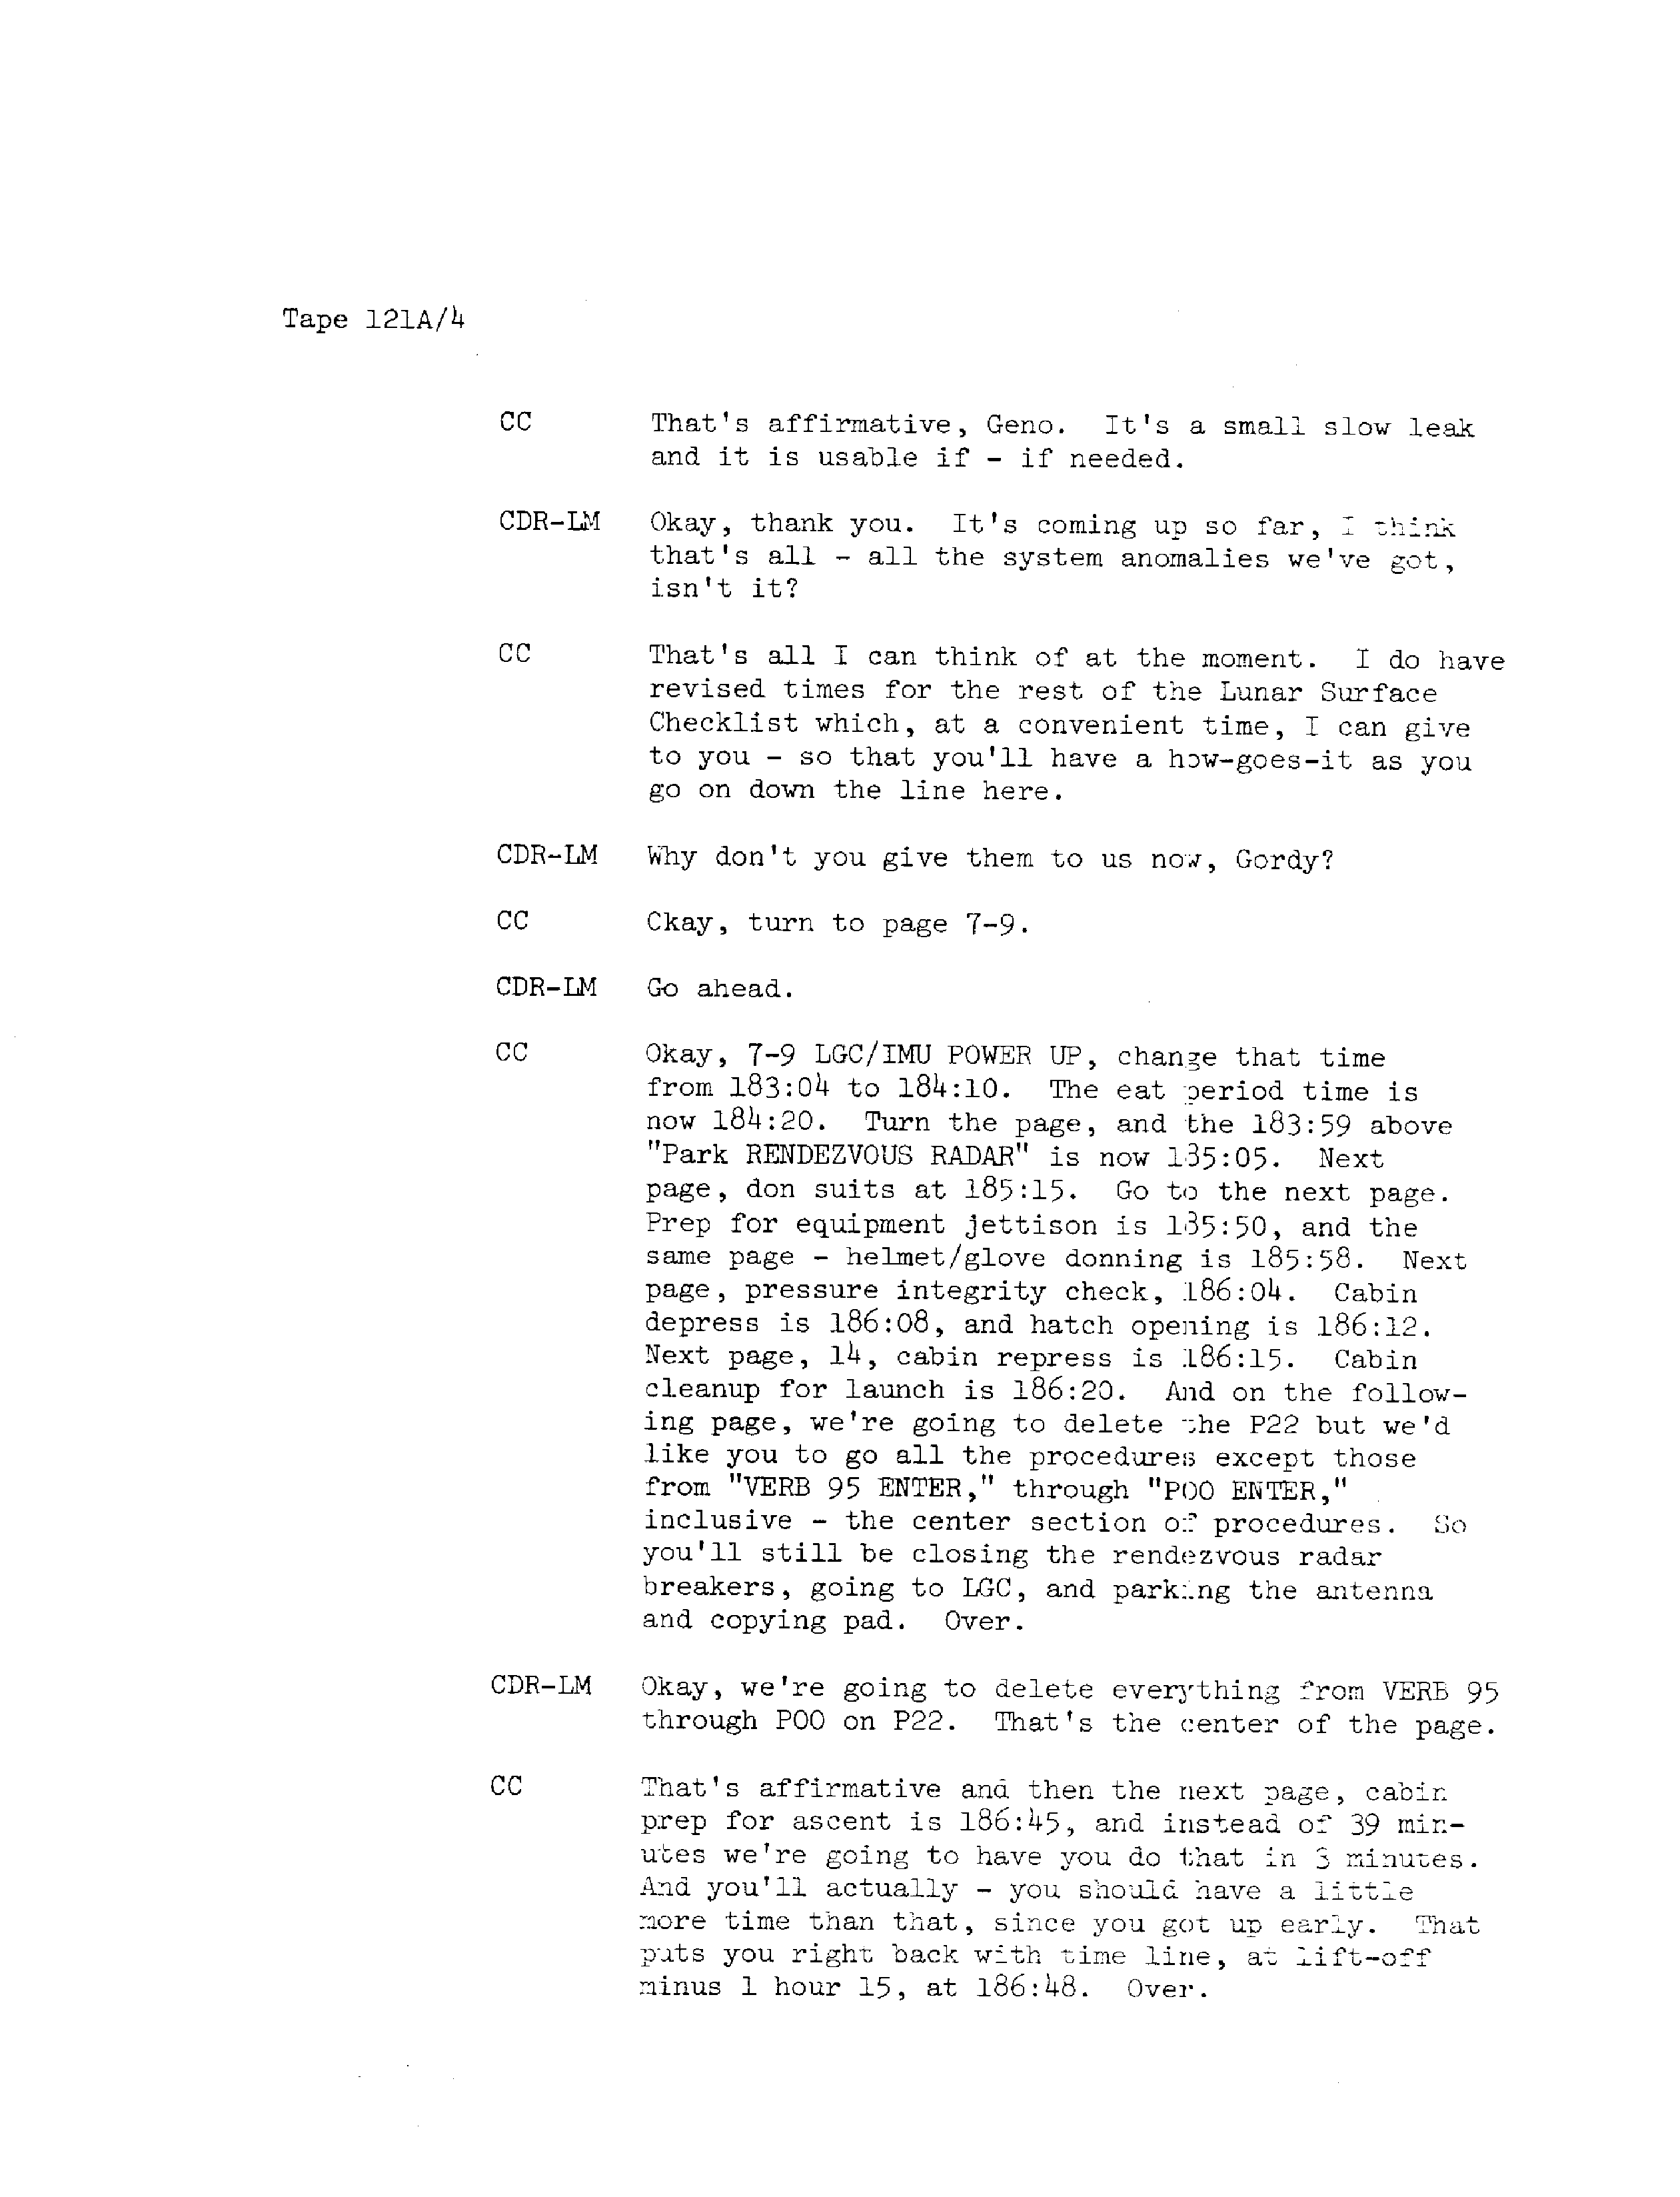 Tape 121A/4
CC That's affirmative, Geno. It's a small slow leak
and it is usable if - if needed.
CDR-LM Okay, thank you. It's coming up so far, I think
that's all - all the system anomalies we've got,
isn't it?
CC That's all I can think of at the moment. I do have
revised times for the rest of the Lunar Surface
Checklist which, at a convenient time, I can give
to you - so that you'll have a how-goes-it as you
go on down the line here.
CDR-LM Why don't you give them to us now, Gordy?
CC Okay, turn to page 7-9.
CDR-LM Go ahead.
CC Okay, 7-9 LGC/IMU POWER UP, change that time
from 183:04 to 184:10. The eat period time is
now 184:20. Turn the page, and the 183:59 above
"Park RENDEZVOUS RADAR" is now 185:05. Next
page, don suits at 185:15. Go to the next page.
Prep for equipment jettison is 185:50, and the
same page - helmet/glove donning is 185:58. Next
page, pressure integrity check, 186:04. Cabin
depress is 186:08, and hatch opening is 186:12.
Next page, 14, cabin repress is 186:15. Cabin
cleanup for launch is 186:20. And on the follow-
ing page, we're going to delete the P22 but we'd
like you to go all the procedures except those
from "VERB 95 ENTER," through "POO ENTER,"
inclusive - the center section of procedures. So
you'll still be closing the rendezvous radar
breakers, going to LGC, and parking the antenna
and copying pad. Over.
CDR-LM Okay, we're going to delete everything from VERB 95
through POO on P22. That's the center of the page.
CC That's affirmative and then the next page, cabin
prep for ascent is 186:45, and instead of 39 min-
utes we're going to have you do that in 3 minutes.
And you'll actually - you should have a little
more time than that, since you got up early. That
puts you right back with time line, at lift-off
minus 1 hour 15, at 186:48. Over.